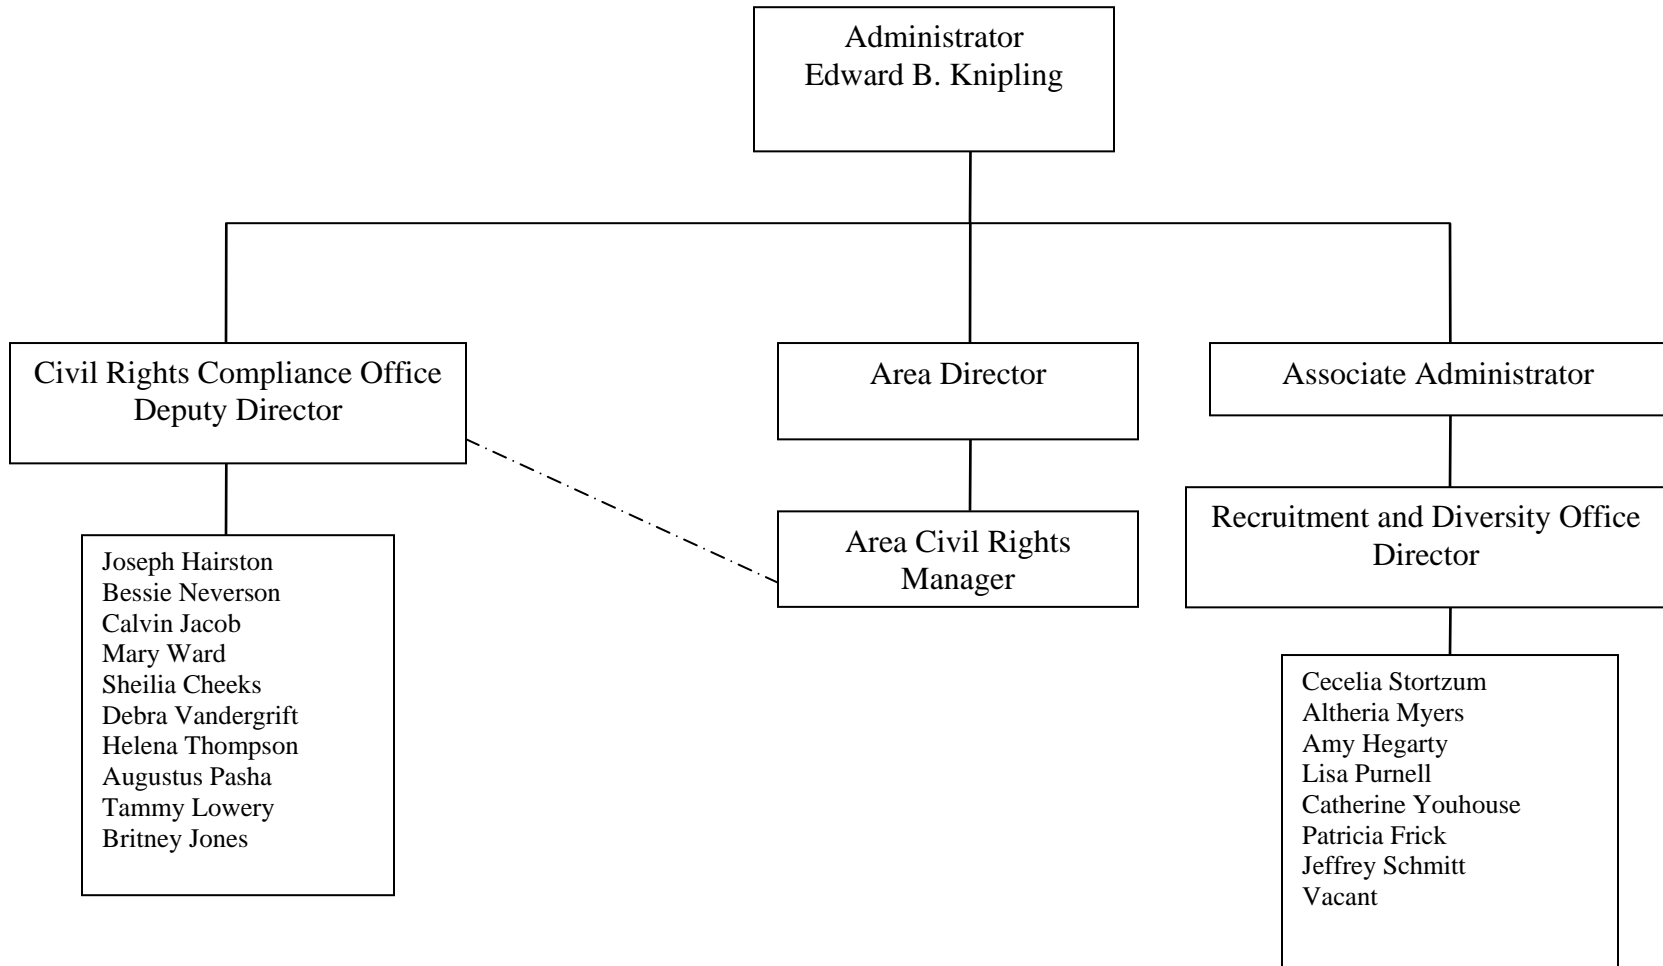 Administrator
Edward B. Knipling
Civil Rights Compliance Office
Deputy Director
Area Director
Associate Administrator
Area Civil Rights
Manager
Recruitment and Diversity Office
Director
Joseph Hairston
Bessie Neverson
Calvin Jacob
Mary Ward
Sheilia Cheeks
Debra Vandergrift
Helena Thompson
Augustus Pasha
Tammy Lowery
Britney Jones
Cecelia Stortzum
Altheria Myers
Amy Hegarty
Lisa Purnell
Catherine Youhouse
Patricia Frick
Jeffrey Schmitt
Vacant